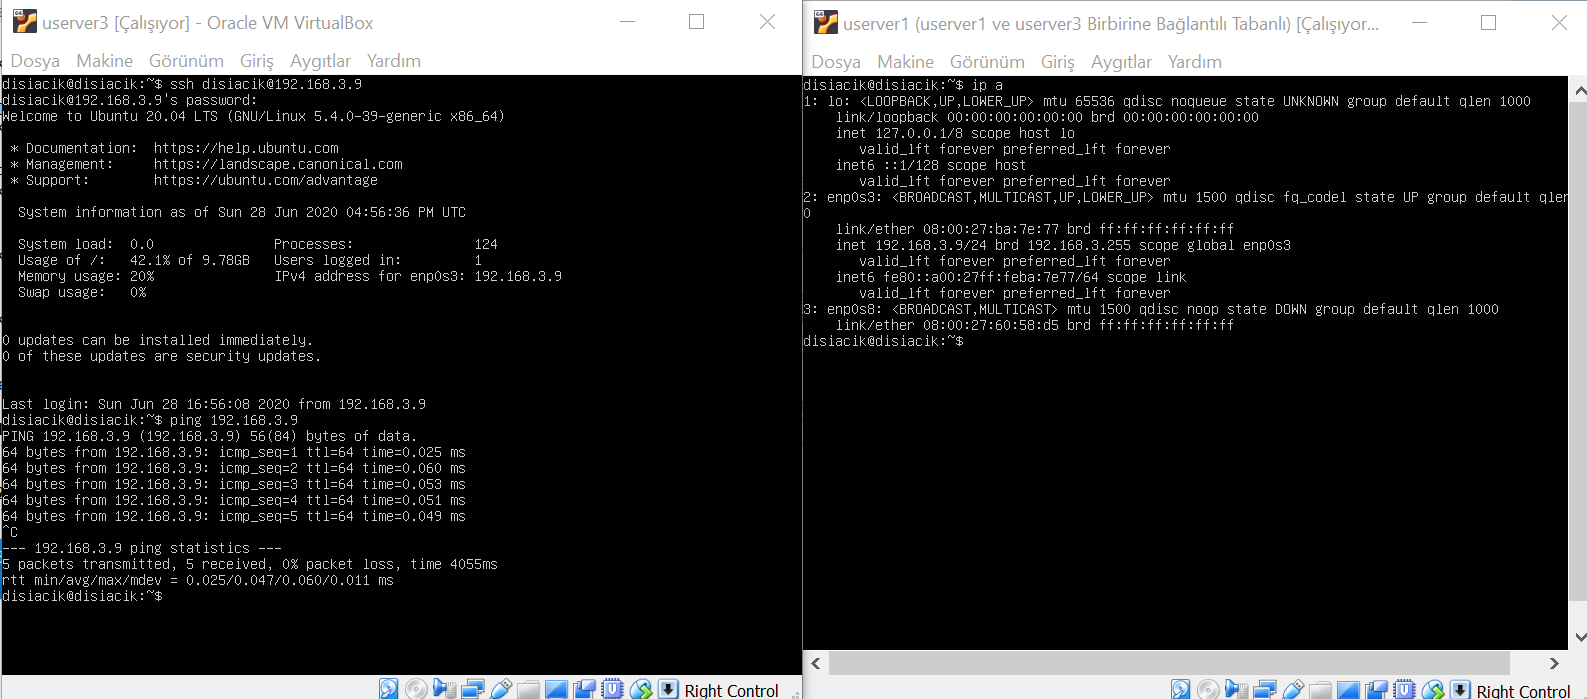 userver3 [Çalışıyor] - Oracle VM VirtualBox
Dosya Makine Görünüm Giriş Aygıtlar Yardım
disiacik@disiacik:~$ ssh disiacik@192.168.3.9
disiacik@192.168.3.9's password:
Welcome to Ubuntu 20.04 LTS (GNU/Linux 5.4.0-39-generic x86_64)
* Documentation: https://help.ubuntu.com
* Management: https://landscape.canonical.com
* Support: https://ubuntu.com/advantage
System information as of Sun 28 Jun 2020 04:56:36 PM UTC
System load: 0.0 Processes: 124
Usage of /: 42.1% of 9.78GB Users logged in: 1
Memory usage: 20% IPv4 address for enp0s3: 192.168.3.9
Swap usage: 0%
0 updates can be installed immediately.
0 of these updates are security updates.
Last login: Sun Jun 28 16:56:08 2020 from 192.168.3.9
disiacik@disiacik:~$ ping 192.168.3.9
PING 192.168.3.9 (192.168.3.9) 56(84) bytes of data.
64 bytes from 192.168.3.9: icmp_seq=1 ttl=64 time=0.025 ms
64 bytes from 192.168.3.9: icmp_seq=2 ttl=64 time=0.060 ms
64 bytes from 192.168.3.9: icmp_seq=3 ttl=64 time=0.053 ms
64 bytes from 192.168.3.9: icmp_seq=4 ttl=64 time=0.051 ms
64 bytes from 192.168.3.9: icmp_seq=5 ttl=64 time=0.049 ms
^C
--- 192.168.3.9 ping statistics ---
5 packets transmitted, 5 received, 0% packet loss, time 4055ms
rtt min/avg/max/mdev = 0.025/0.047/0.060/0.011 ms
disiacik@disiacik:~$
Right Control
userver1 (userver1 ve userver3 Birbirine Bağlantılı Tabanlı) [Çalışıyor...
Dosya Makine Görünüm Giriş Aygıtlar Yardım
disiacik@disiacik:~$ ip a
1: lo: <LOOPBACK,UP,LOWER_UP> mtu 65536 qdisc noqueue state UNKNOWN group default qlen 1000
link/loopback 00:00:00:00:00:00 brd 00:00:00:00:00:00
inet 127.0.0.1/8 scope host lo
valid_lft forever preferred_lft forever
inet6 ::1/128 scope host
valid_lft forever preferred_lft forever
2: enp0s3: <BROADCAST,MULTICAST,UP,LOWER_UP> mtu 1500 qdisc fq_codel state UP group default qlen
0
link/ether 08:00:27:ba:7e:77 brd ff:ff:ff:ff:ff:ff
inet 192.168.3.9/24 brd 192.168.3.255 scope global enp0s3
valid_lft forever preferred_lft forever
inet6 fe80::a00:27ff:feba:7e77/64 scope link
valid_lft forever preferred_lft forever
3: enp0s8: <BROADCAST,MULTICAST> mtu 1500 qdisc noop state DOWN group default qlen 1000
link/ether 08:00:27:60:58:d5 brd ff:ff:ff:ff:ff:ff
disiacik@disiacik:~$
Right Control